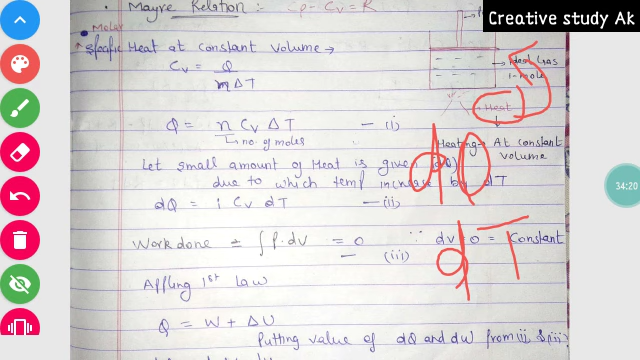 Creative study Ak
• Mayre Relation :- Cp - Cv = R
Molar
Specific Heat at constant volume →
Cv = Q / n ΔT
Ideal Gas
1-mole
Heat
Q = n Cv ΔT — (i)
no. of moles
Heating → At constant
volume
Let small amount of Heat is given (dQ)
due to which temp increase by dT
dQ = 1 Cv dT — (ii)
Work done = ∫ P.dv = 0 ∵ dv = 0 = Constant
— (iii)
Appling 1st Law
Q = W + ΔU
Putting value of dQ and dw from (ii) & (iii)
dQ
dT
34:20